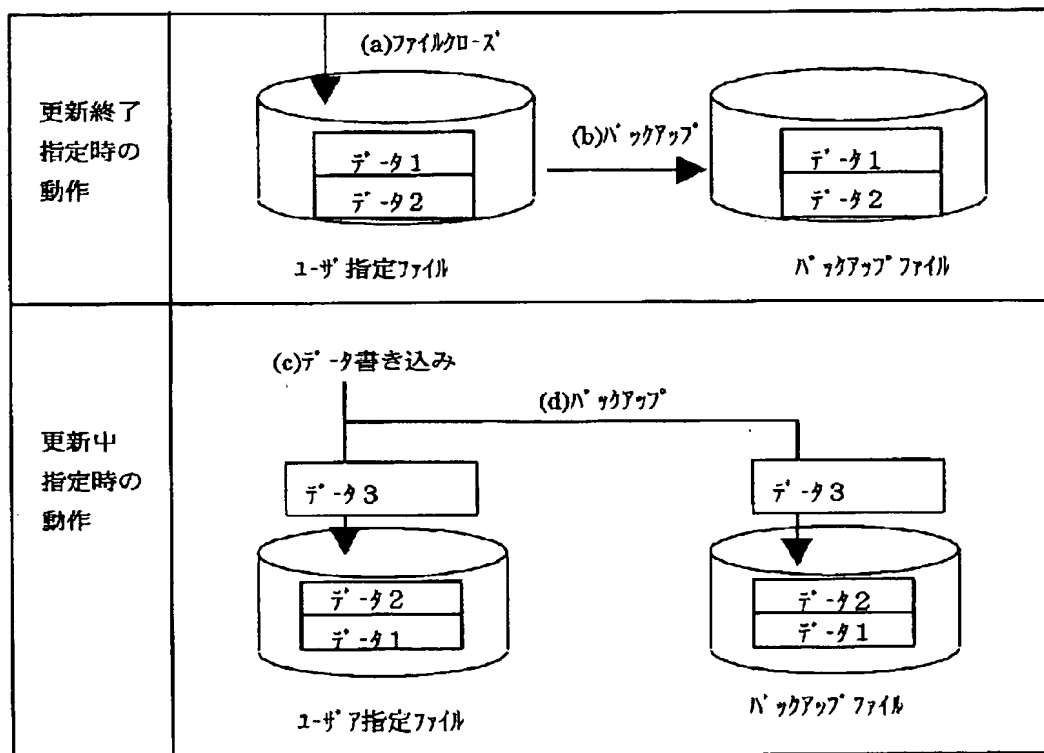 更新終了
指定時の
動作
(a)ﾌｧｲﾙｸﾛｰｽﾞ
データ1
データ2
(b)ﾊﾞｯｸｱｯﾌﾟ
データ1
データ2
ﾕｰｻﾞ指定ﾌｧｲﾙ
ﾊﾞｯｸｱｯﾌﾟﾌｧｲﾙ
更新中
指定時の
動作
(c)ﾃﾞｰﾀ書き込み
(d)ﾊﾞｯｸｱｯﾌﾟ
ﾃﾞｰﾀ3
ﾃﾞｰﾀ3
ﾃﾞｰﾀ2
ﾃﾞｰﾀ1
ﾃﾞｰﾀ2
ﾃﾞｰﾀ1
ﾕｰｻﾞｱ指定ﾌｧｲﾙ
ﾊﾞｯｸｱｯﾌﾟﾌｧｲﾙ